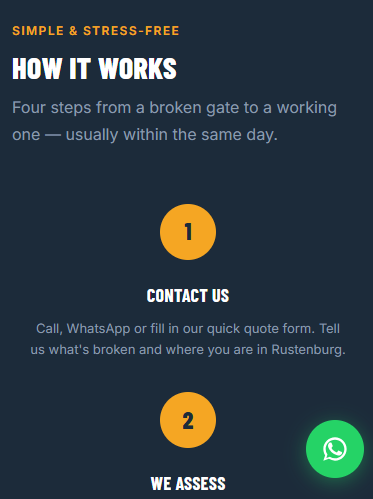 SIMPLE & STRESS-FREE
HOW IT WORKS
Four steps from a broken gate to a working
one — usually within the same day.
1
CONTACT US
Call, WhatsApp or fill in our quick quote form. Tell
us what's broken and where you are in Rustenburg.
2
WE ASSESS